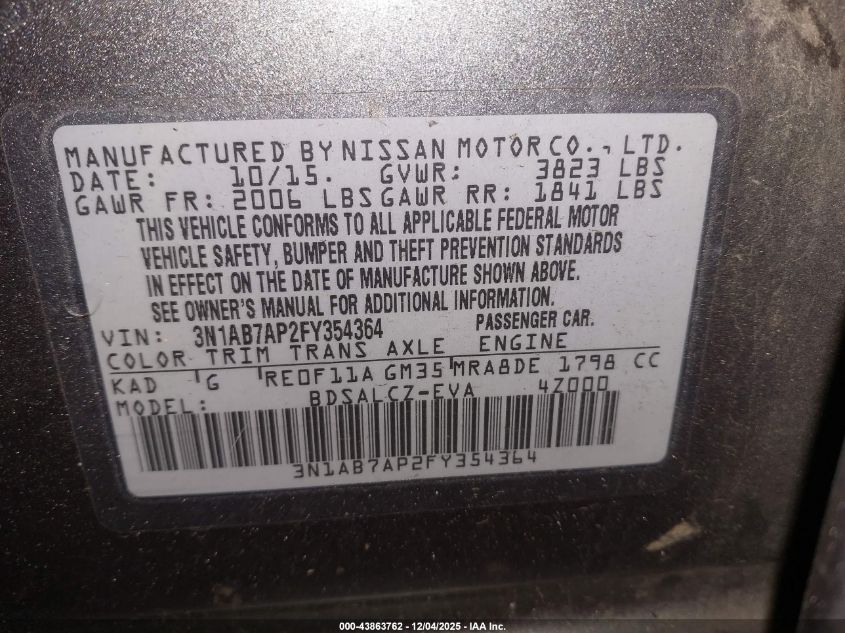 MANUFACTURED BY NISSAN MOTOR CO., LTD.
DATE: 10/15. GVWR: 3823 LBS
GAWR FR: 2006 LBS GAWR RR: 1841 LBS
THIS VEHICLE CONFORMS TO ALL APPLICABLE FEDERAL MOTOR
VEHICLE SAFETY, BUMPER AND THEFT PREVENTION STANDARDS
IN EFFECT ON THE DATE OF MANUFACTURE SHOWN ABOVE.
SEE OWNER'S MANUAL FOR ADDITIONAL INFORMATION.
VIN: 3N1AB7AP2FY354364 PASSENGER CAR.
COLOR TRIM TRANS AXLE ENGINE
KAD G RE0F11A GM35 MRA8DE 1798 CC
MODEL: BDSALCZ-EVA 4Z000
3N1AB7AP2FY354364
000-43863762 - 12/04/2025 - IAA Inc.